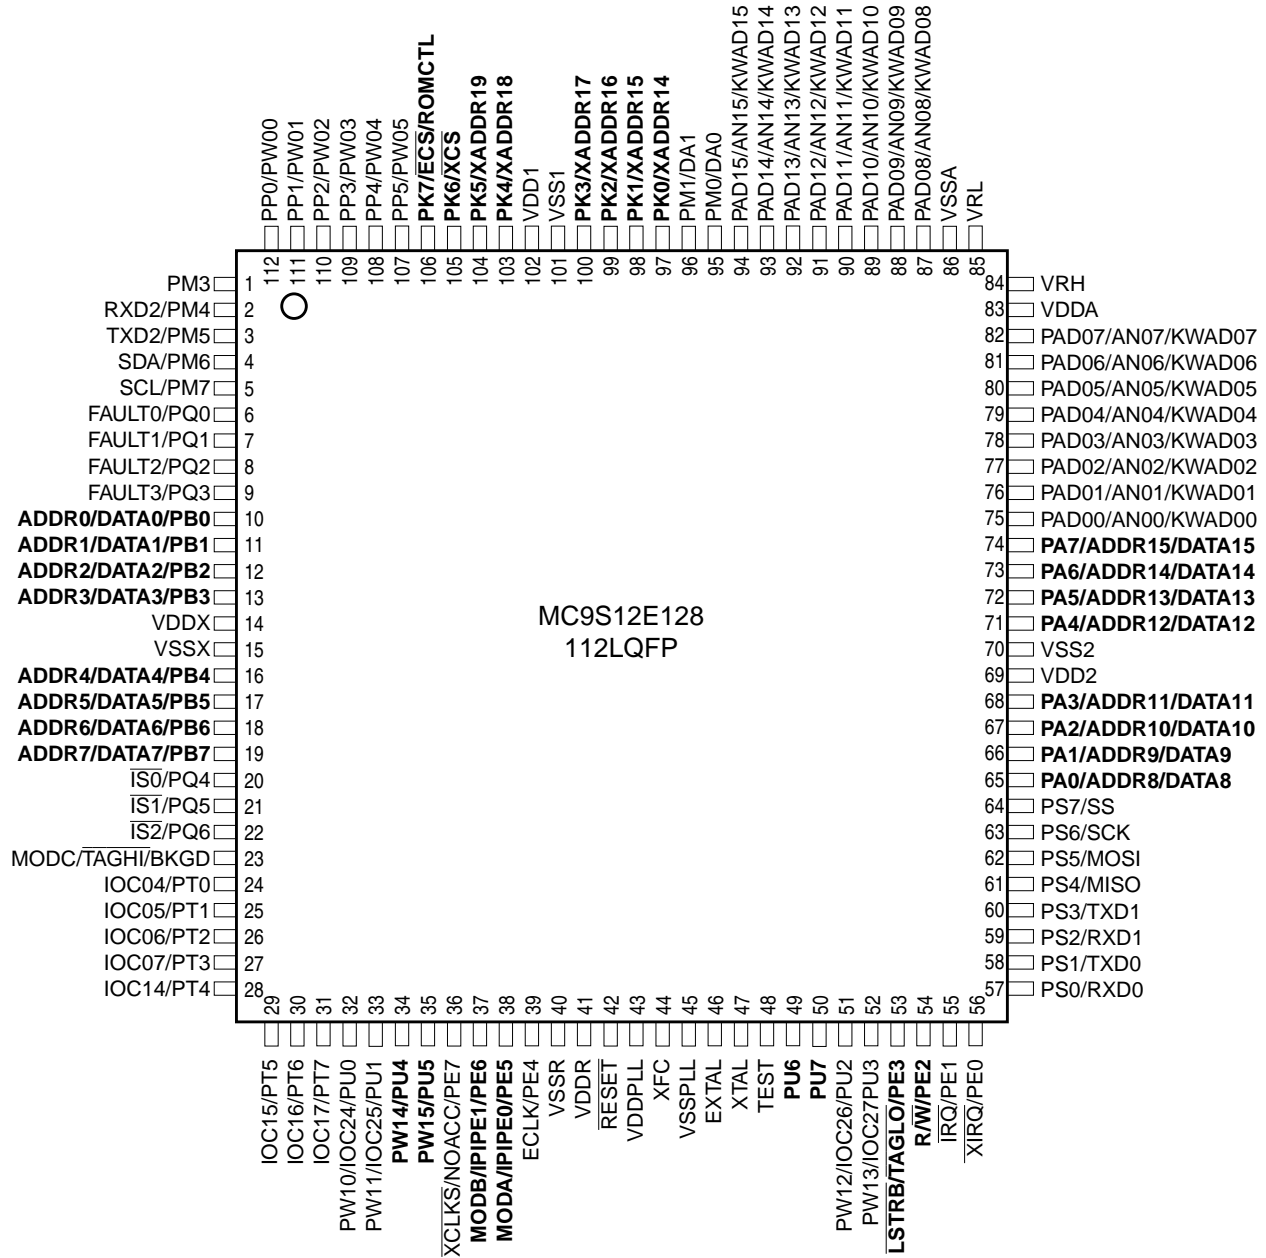 PP0/PW00
PP1/PW01
PP2/PW02
PP3/PW03
PP4/PW04
PP5/PW05
PK7/ECS/ROMCTL
PK6/XCS
PK5/XADDR19
PK4/XADDR18
VDD1
VSS1
PK3/XADDR17
PK2/XADDR16
PK1/XADDR15
PK0/XADDR14
PM1/DA1
PM0/DA0
PAD15/AN15/KWAD15
PAD14/AN14/KWAD14
PAD13/AN13/KWAD13
PAD12/AN12/KWAD12
PAD11/AN11/KWAD11
PAD10/AN10/KWAD10
PAD09/AN09/KWAD09
PAD08/AN08/KWAD08
VSSA
VRL
112
111
110
109
108
107
106
105
104
103
102
101
100
99
98
97
96
95
94
93
92
91
90
89
88
87
86
85
PM3 1
RXD2/PM4 2
TXD2/PM5 3
SDA/PM6 4
SCL/PM7 5
FAULT0/PQ0 6
FAULT1/PQ1 7
FAULT2/PQ2 8
FAULT3/PQ3 9
ADDR0/DATA0/PB0 10
ADDR1/DATA1/PB1 11
ADDR2/DATA2/PB2 12
ADDR3/DATA3/PB3 13
VDDX 14
VSSX 15
ADDR4/DATA4/PB4 16
ADDR5/DATA5/PB5 17
ADDR6/DATA6/PB6 18
ADDR7/DATA7/PB7 19
IS0/PQ4 20
IS1/PQ5 21
IS2/PQ6 22
MODC/TAGHI/BKGD 23
IOC04/PT0 24
IOC05/PT1 25
IOC06/PT2 26
IOC07/PT3 27
IOC14/PT4 28
MC9S12E128
112LQFP
84 VRH
83 VDDA
82 PAD07/AN07/KWAD07
81 PAD06/AN06/KWAD06
80 PAD05/AN05/KWAD05
79 PAD04/AN04/KWAD04
78 PAD03/AN03/KWAD03
77 PAD02/AN02/KWAD02
76 PAD01/AN01/KWAD01
75 PAD00/AN00/KWAD00
74 PA7/ADDR15/DATA15
73 PA6/ADDR14/DATA14
72 PA5/ADDR13/DATA13
71 PA4/ADDR12/DATA12
70 VSS2
69 VDD2
68 PA3/ADDR11/DATA11
67 PA2/ADDR10/DATA10
66 PA1/ADDR9/DATA9
65 PA0/ADDR8/DATA8
64 PS7/SS
63 PS6/SCK
62 PS5/MOSI
61 PS4/MISO
60 PS3/TXD1
59 PS2/RXD1
58 PS1/TXD0
57 PS0/RXD0
29
30
31
32
33
34
35
36
37
38
39
40
41
42
43
44
45
46
47
48
49
50
51
52
53
54
55
56
IOC15/PT5
IOC16/PT6
IOC17/PT7
PW10/IOC24/PU0
PW11/IOC25/PU1
PW14/PU4
PW15/PU5
XCLKS/NOACC/PE7
MODB/IPIPE1/PE6
MODA/IPIPE0/PE5
ECLK/PE4
VSSR
VDDR
RESET
VDDPLL
XFC
VSSPLL
EXTAL
XTAL
TEST
PU6
PU7
PW12/IOC26/PU2
PW13/IOC27PU3
LSTRB/TAGLO/PE3
R/W/PE2
IRQ/PE1
XIRQ/PE0